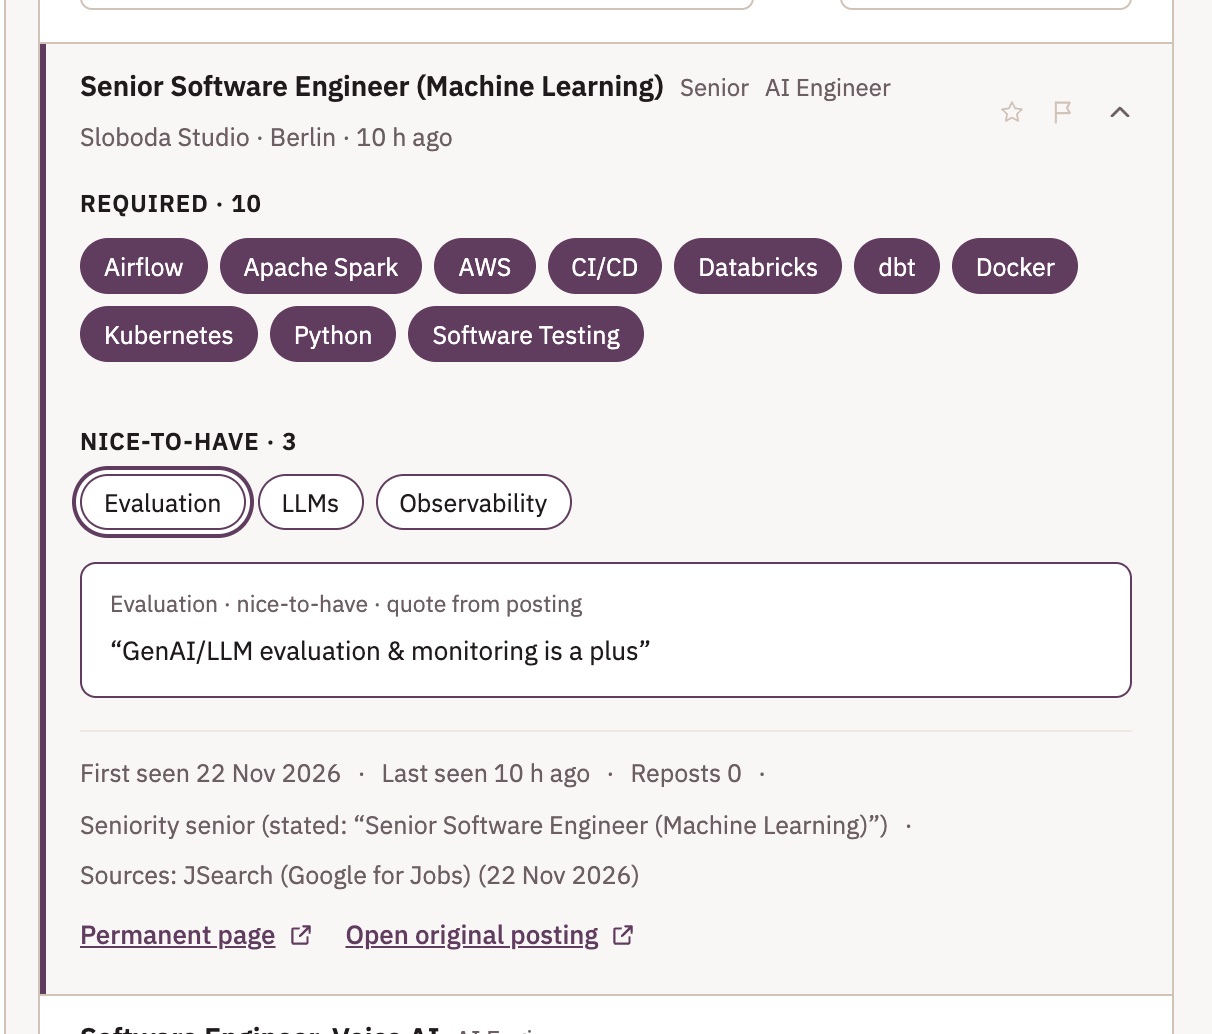 Senior Software Engineer (Machine Learning) Senior AI Engineer
Sloboda Studio · Berlin · 10 h ago
REQUIRED · 10
Airflow Apache Spark AWS CI/CD Databricks dbt Docker
Kubernetes Python Software Testing
NICE-TO-HAVE · 3
Evaluation LLMs Observability
Evaluation · nice-to-have · quote from posting
“GenAI/LLM evaluation & monitoring is a plus”
First seen 22 Nov 2026 · Last seen 10 h ago · Reposts 0 ·
Seniority senior (stated: “Senior Software Engineer (Machine Learning)”) ·
Sources: JSearch (Google for Jobs) (22 Nov 2026)
Permanent page Open original posting
Software Engineer, Voice AI